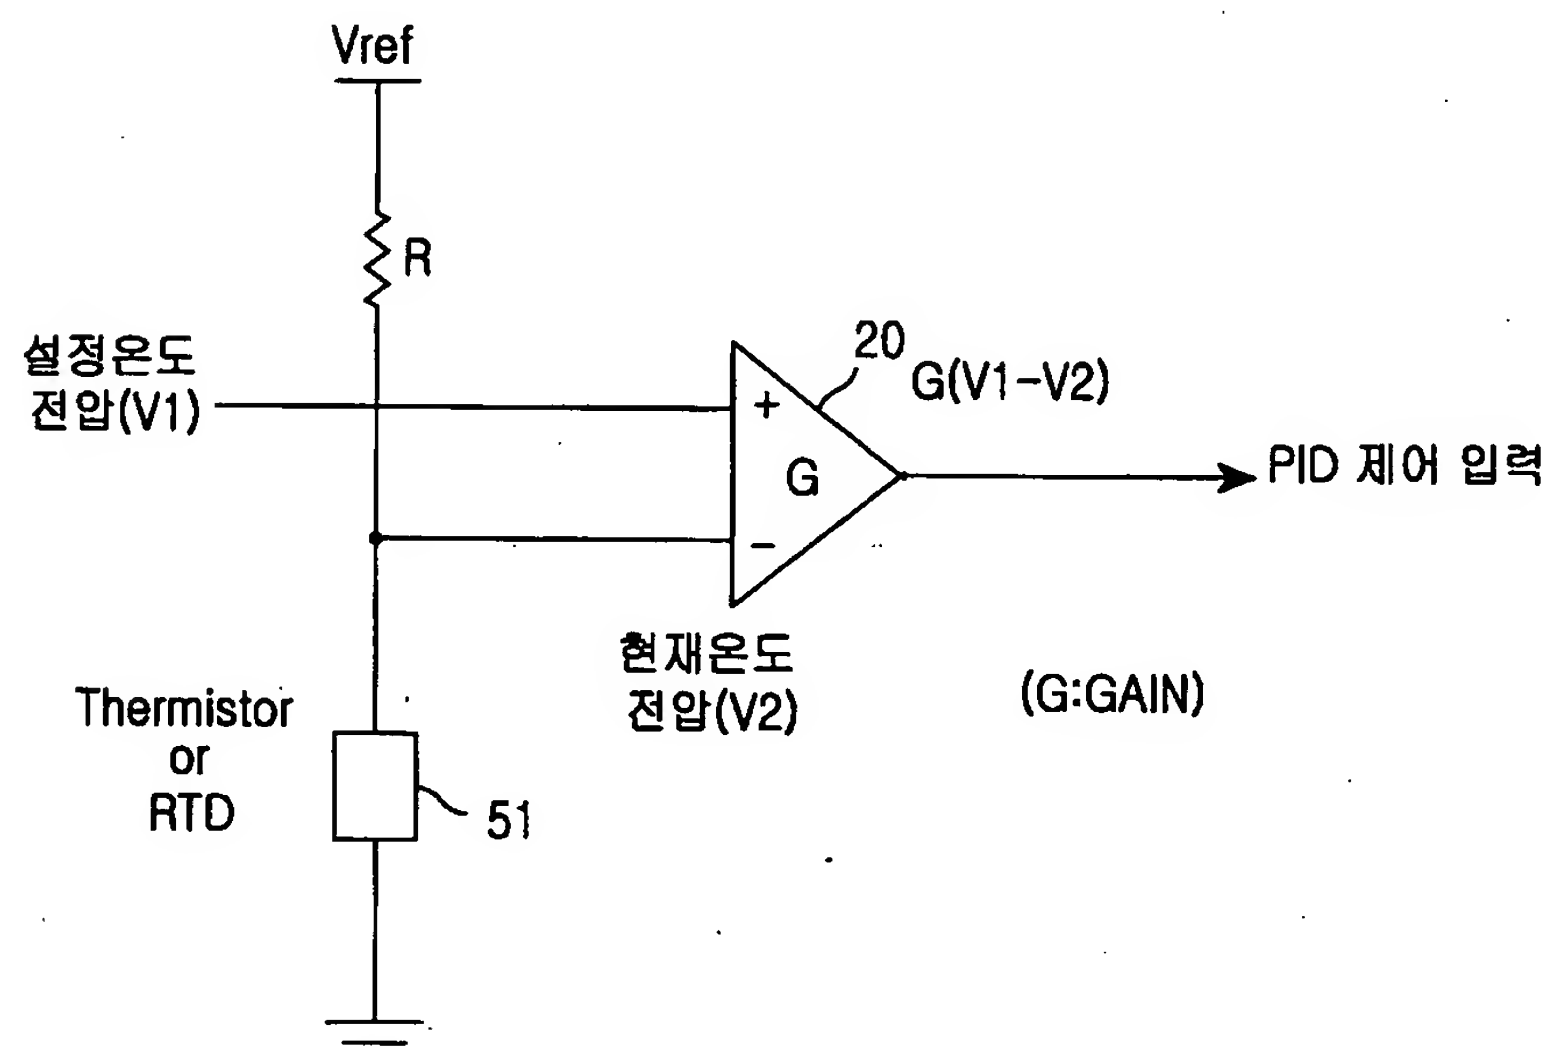 Vref
R
설정온도
전압(V1)
20
G(V1-V2)
+
G
-
PID 제어 입력
현재온도
전압(V2)
(G:GAIN)
Thermistor
or
RTD
51